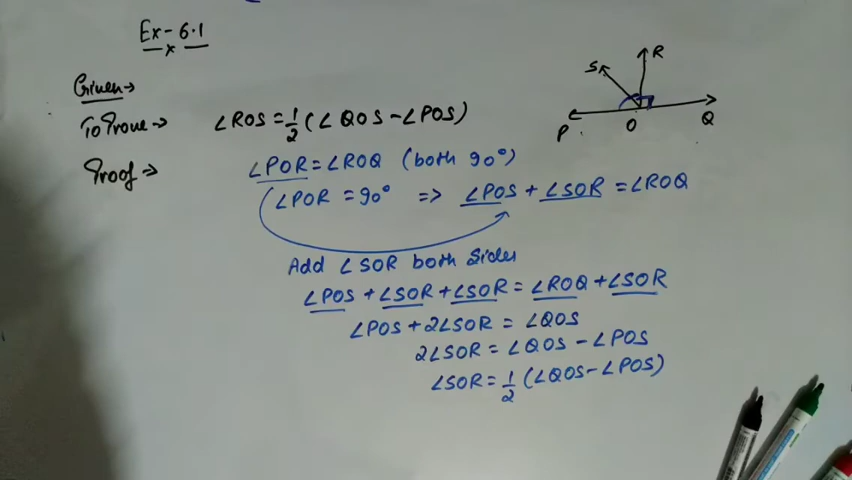 Ex-6.1
Given→
To Prove→ ∠ROS=1/2(∠QOS-∠POS)
Proof→ ∠POR=∠ROQ (both 90°)
∠POR=90° => ∠POS+∠SOR=∠ROQ
Add ∠SOR both Sides
∠POS+∠SOR+∠SOR=∠ROQ+∠SOR
∠POS+2∠SOR=∠QOS
2∠SOR=∠QOS-∠POS
∠SOR=1/2(∠QOS-∠POS)
R
S
P
O
Q